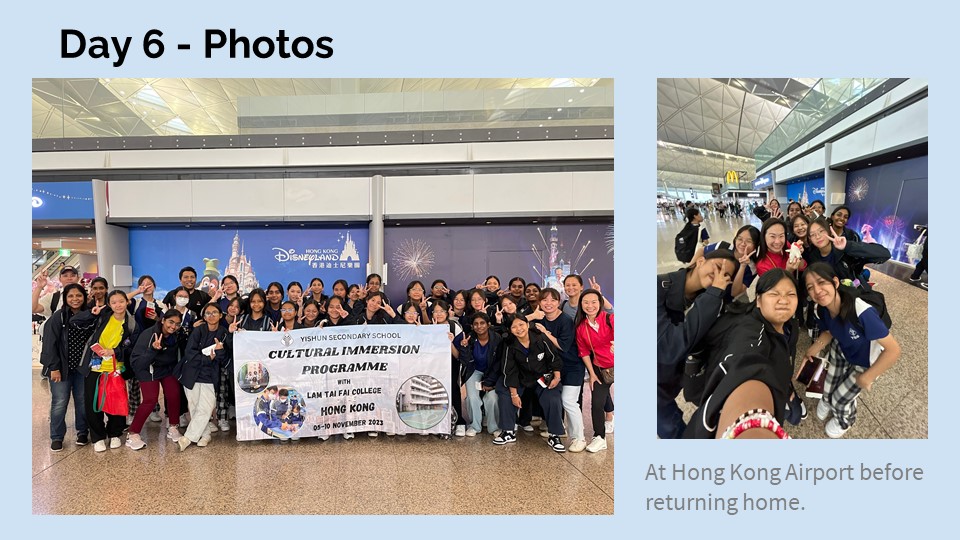 Day 6 - Photos
HONG KONG
DISNEYLAND
香港迪士尼樂園
YISHUN SECONDARY SCHOOL
CULTURAL IMMERSION
PROGRAMME
WITH
LAM TAI FAI COLLEGE
HONG KONG
05-10 NOVEMBER 2023
At Hong Kong Airport before
returning home.